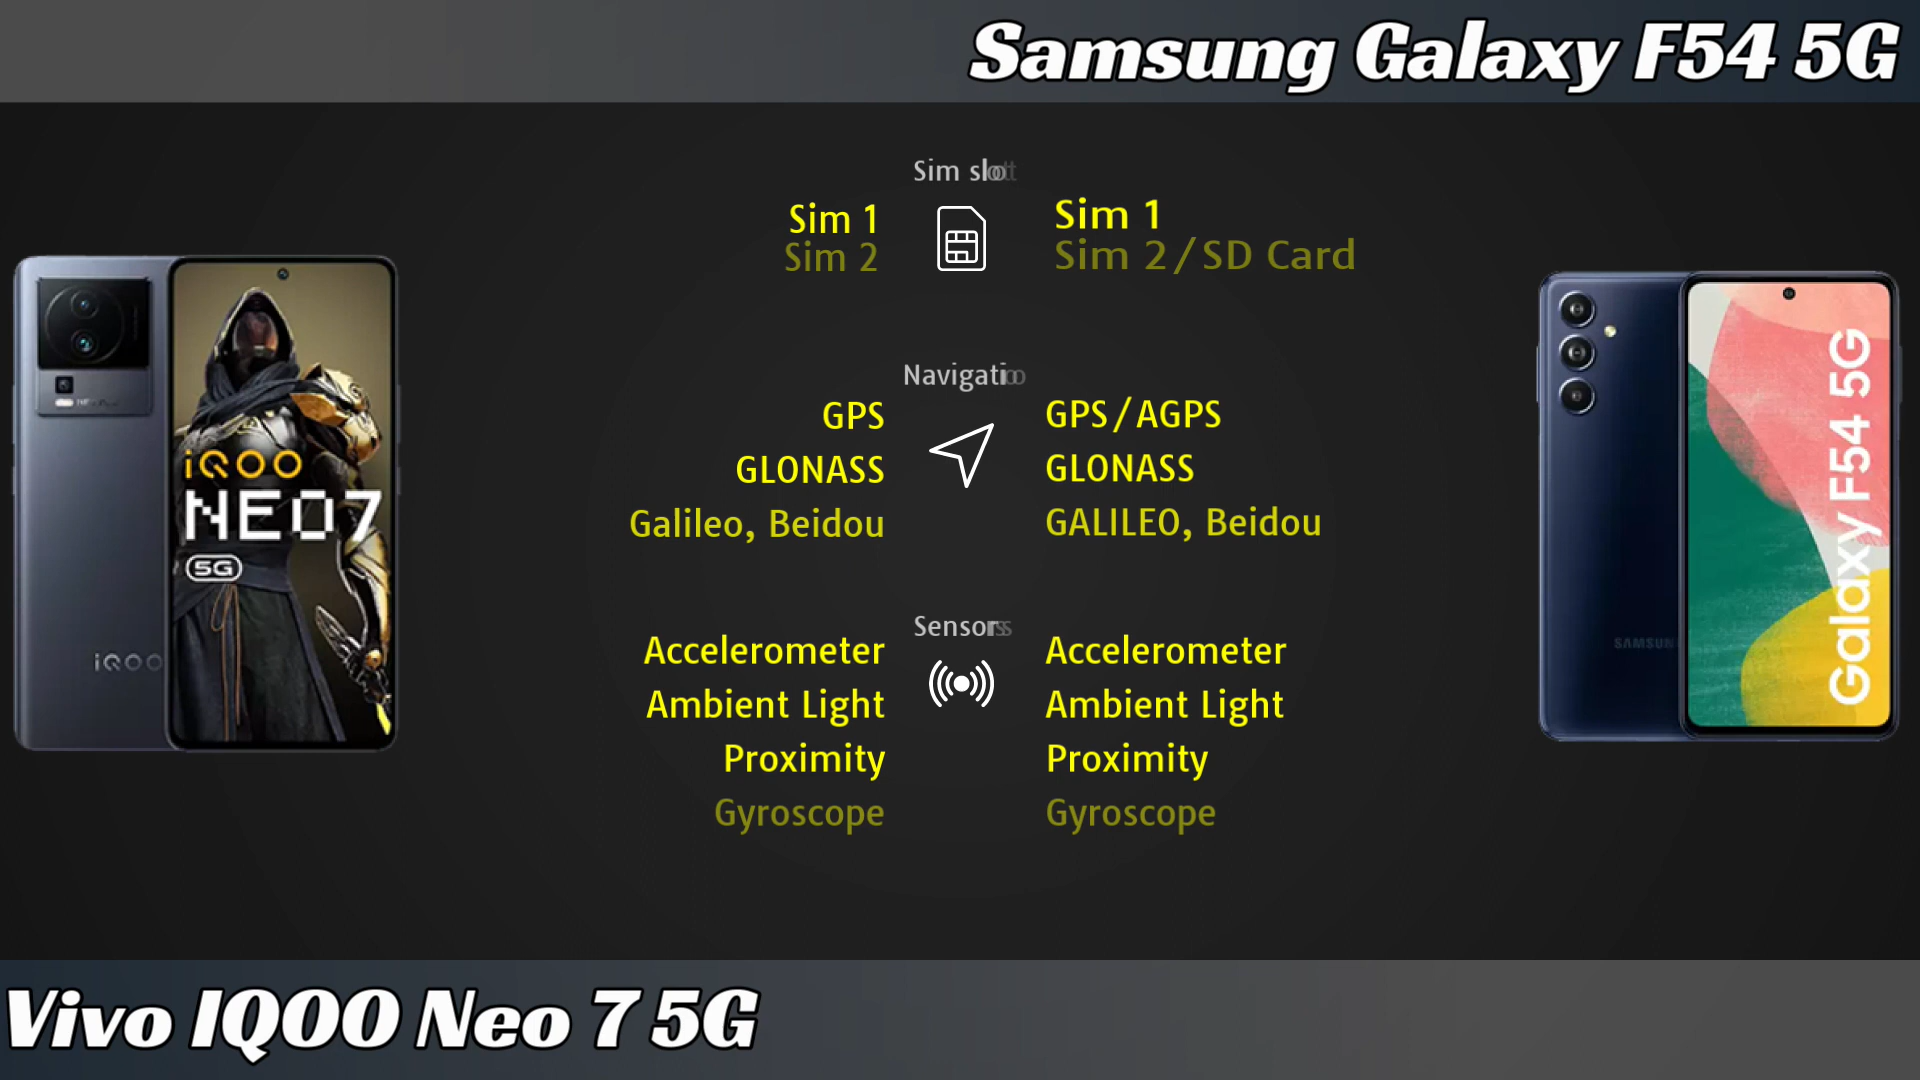 Samsung Galaxy F54 5G
Sim slot
Sim 1
Sim 2
Sim 1
Sim 2/SD Card
Navigatio
GPS
GLONASS
Galileo, Beidou
GPS/AGPS
GLONASS
GALILEO, Beidou
Sensors
Accelerometer
Ambient Light
Proximity
Gyroscope
Accelerometer
Ambient Light
Proximity
Gyroscope
iQOO
NEO7
5G
iQOO
SAMSUN
Galaxy F54 5G
Vivo IQOO Neo 7 5G